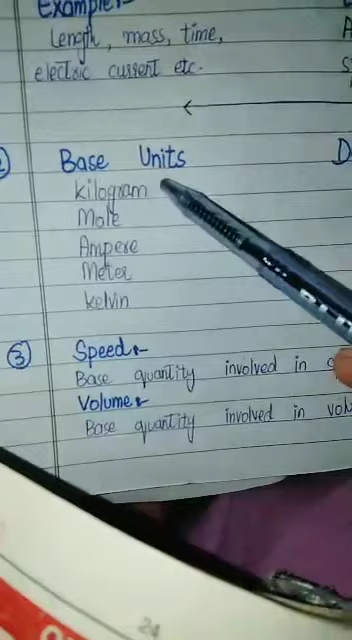 Example:-
Length, mass, time,
electric current etc.
Base Units
Kilogram
Mole
Ampere
Meter
Kelvin
3 Speed:-
Base quantity involved in
Volume:-
Base quantity involved in
24